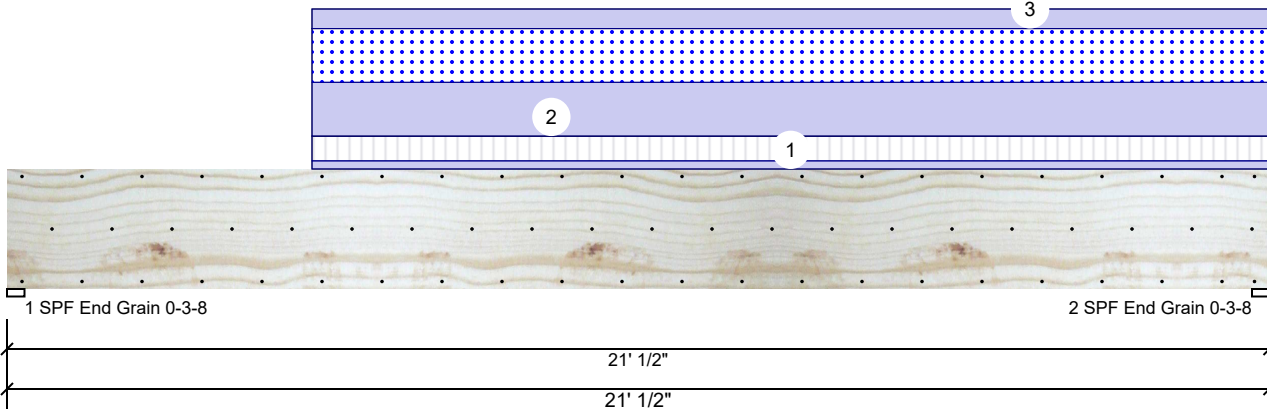 3
2
1
1 SPF End Grain 0-3-8
2 SPF End Grain 0-3-8
21' 1/2"
21' 1/2"